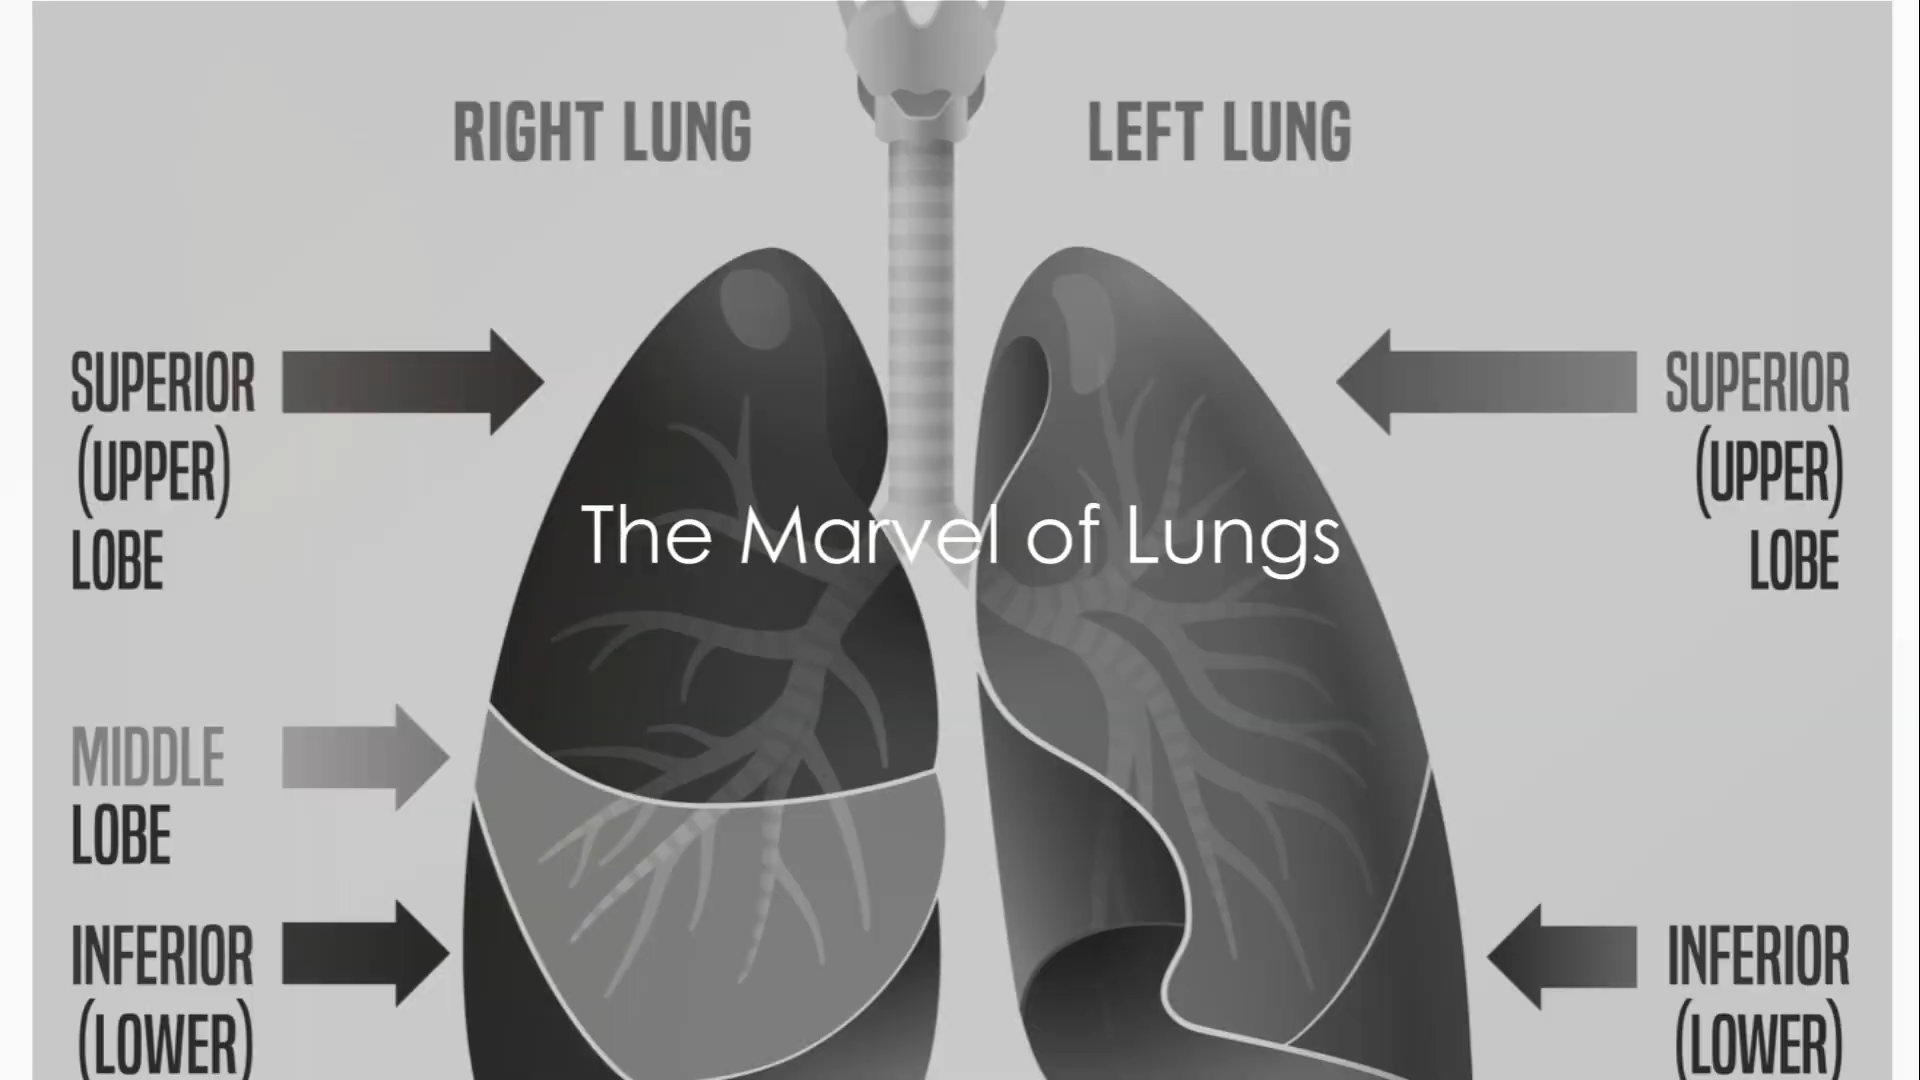 RIGHT LUNG
LEFT LUNG
SUPERIOR
(UPPER)
LOBE
SUPERIOR
(UPPER)
LOBE
The Marvel of Lungs
MIDDLE
LOBE
INFERIOR
(LOWER)
INFERIOR
(LOWER)